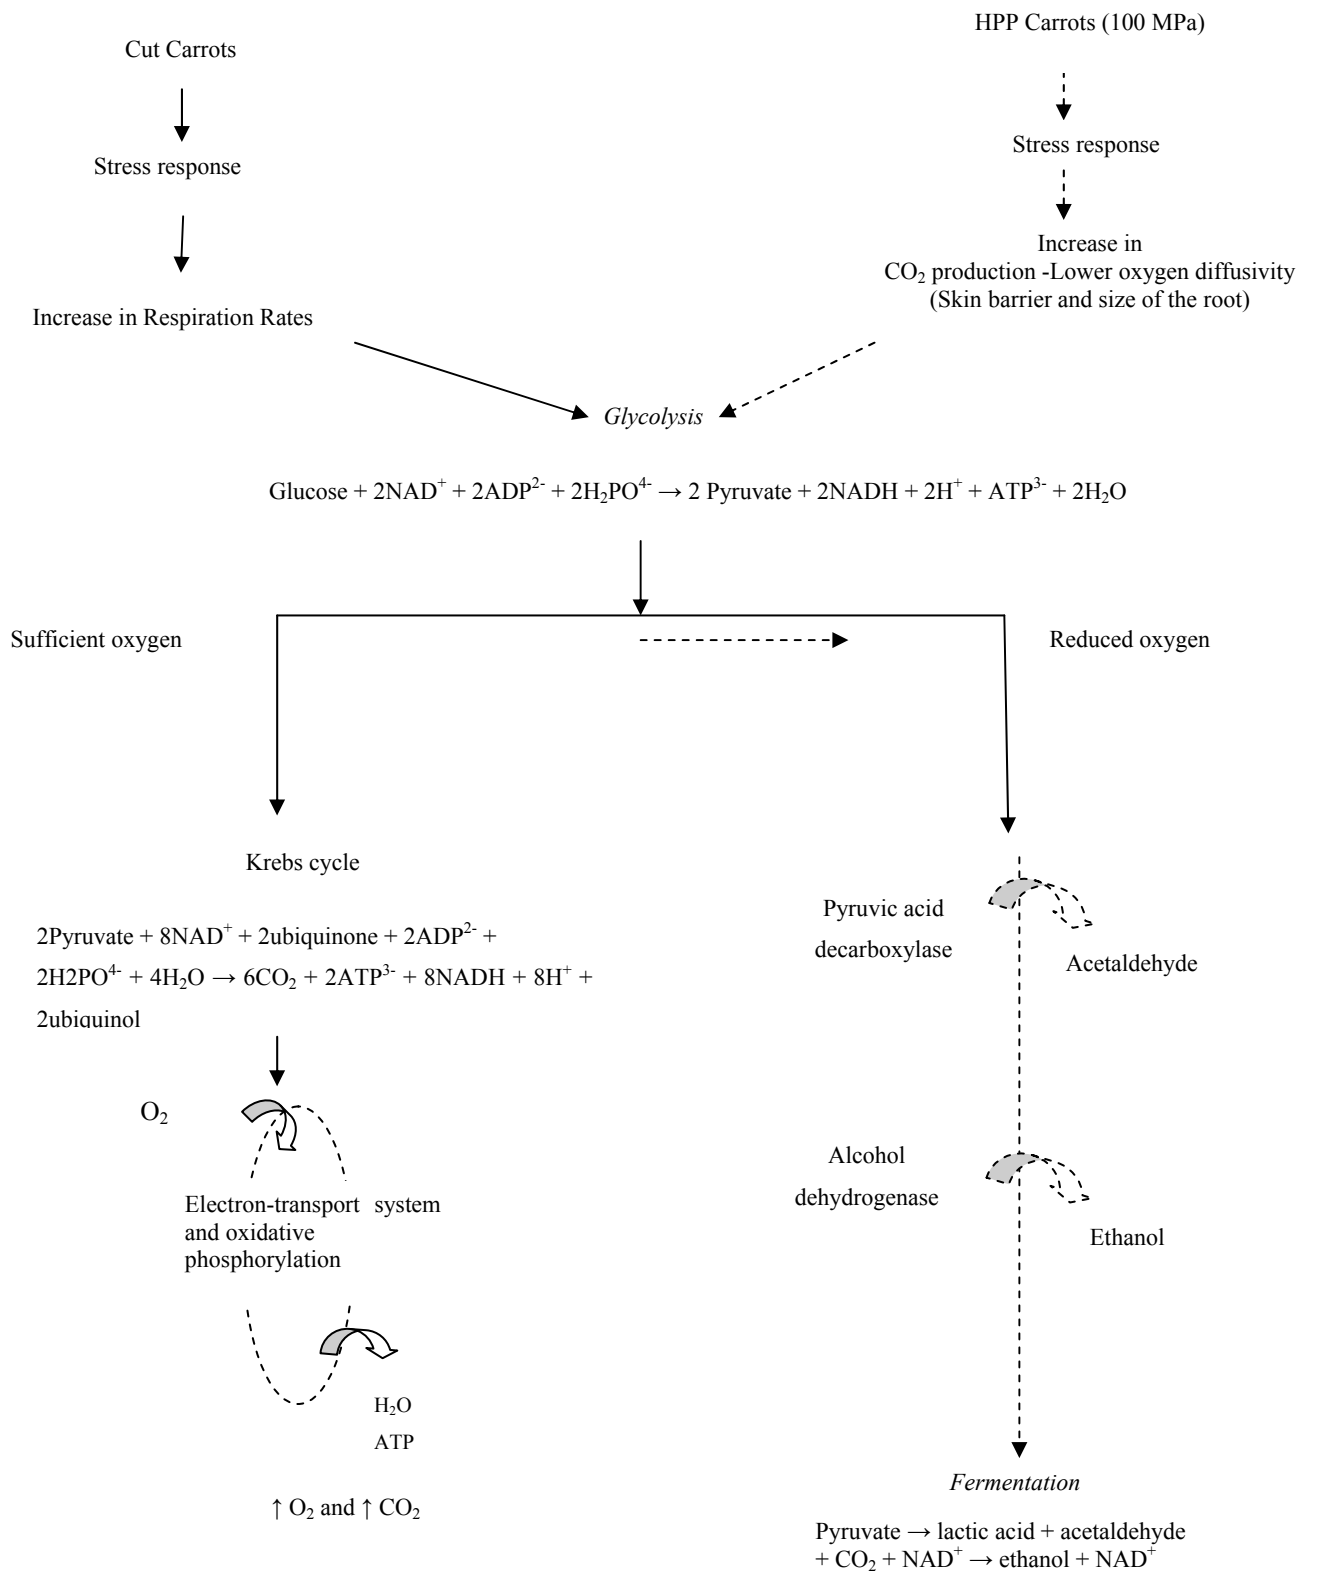 Cut Carrots
Stress response
Increase in Respiration Rates
HPP Carrots (100 MPa)
Stress response
Increase in
CO₂ production -Lower oxygen diffusivity
(Skin barrier and size of the root)
Glycolysis
Glucose + 2NAD⁺ + 2ADP²⁻ + 2H₂PO⁴⁻ → 2 Pyruvate + 2NADH + 2H⁺ + ATP³⁻ + 2H₂O
Sufficient oxygen
Reduced oxygen
Krebs cycle
2Pyruvate + 8NAD⁺ + 2ubiquinone + 2ADP²⁻ +
2H2PO⁴⁻ + 4H₂O → 6CO₂ + 2ATP³⁻ + 8NADH + 8H⁺ +
2ubiquinol
O₂
Electron-transport system
and oxidative
phosphorylation
H₂O
ATP
↑ O₂ and ↑ CO₂
Pyruvic acid
decarboxylase
Acetaldehyde
Alcohol
dehydrogenase
Ethanol
Fermentation
Pyruvate → lactic acid + acetaldehyde
+ CO₂ + NAD⁺ → ethanol + NAD⁺